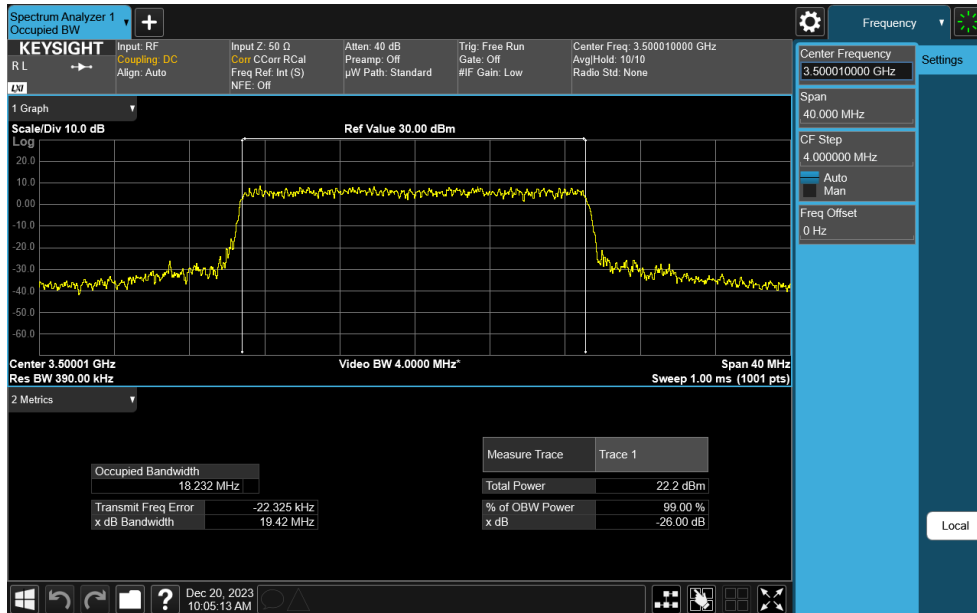 Spectrum Analyzer 1
Occupied BW
+
Frequency
KEYSIGHT
R L
LXI
Input: RF
Coupling: DC
Align: Auto
Input Z: 50 Ω
Corr CCorr RCal
Freq Ref: Int (S)
NFE: Off
Atten: 40 dB
Preamp: Off
µW Path: Standard
Trig: Free Run
Gate: Off
#IF Gain: Low
Center Freq: 3.500010000 GHz
Avg|Hold: 10/10
Radio Std: None
Center Frequency
3.500010000 GHz
Settings
Span
40.000 MHz
CF Step
4.000000 MHz
Auto
Man
Freq Offset
0 Hz
Local
1 Graph
Scale/Div 10.0 dB
Ref Value 30.00 dBm
Log
20.0
10.0
0.00
-10.0
-20.0
-30.0
-40.0
-50.0
-60.0
Center 3.50001 GHz
Video BW 4.0000 MHz*
Span 40 MHz
Res BW 390.00 kHz
Sweep 1.00 ms (1001 pts)
2 Metrics
Occupied Bandwidth
18.232 MHz
Transmit Freq Error -22.325 kHz
x dB Bandwidth 19.42 MHz
Measure Trace Trace 1
Total Power 22.2 dBm
% of OBW Power 99.00 %
x dB -26.00 dB
?
Dec 20, 2023
10:05:13 AM